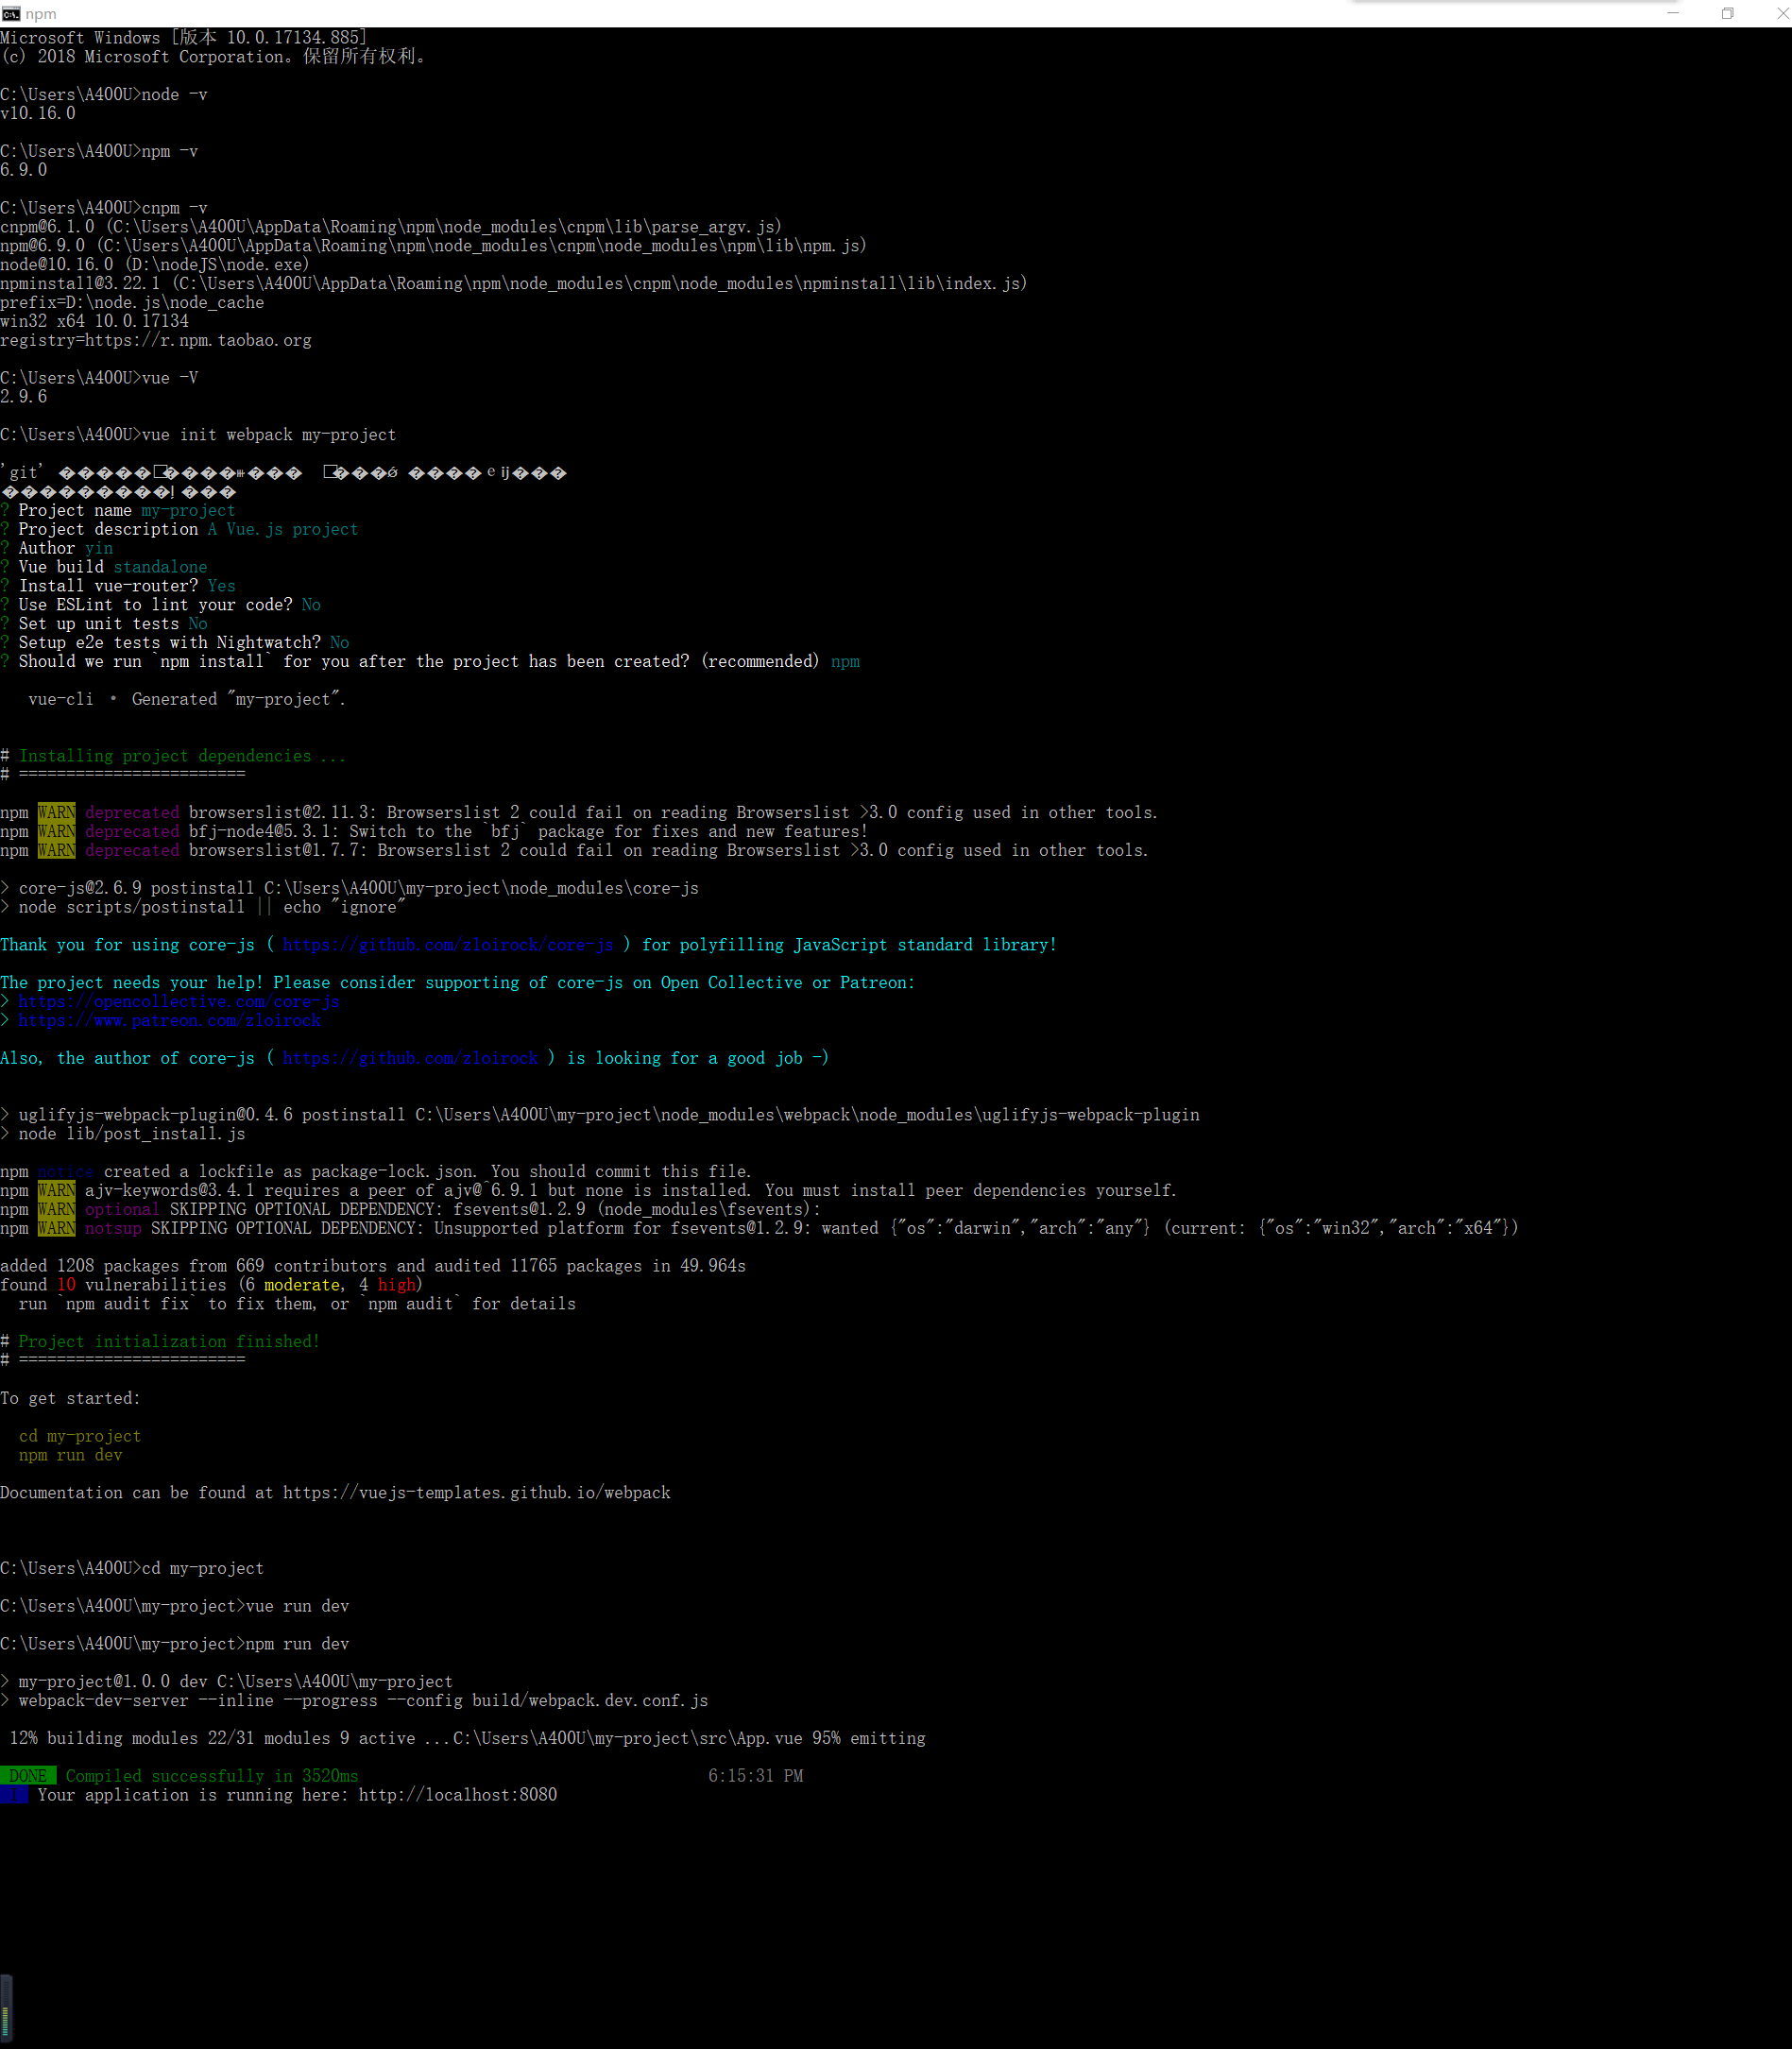 npm
Microsoft Windows [版本 10.0.17134.885]
(c) 2018 Microsoft Corporation。保留所有权利。
C:\Users\A400U>node -v
v10.16.0
C:\Users\A400U>npm -v
6.9.0
C:\Users\A400U>cnpm -v
cnpm@6.1.0 (C:\Users\A400U\AppData\Roaming\npm\node_modules\cnpm\lib\parse_argv.js)
npm@6.9.0 (C:\Users\A400U\AppData\Roaming\npm\node_modules\cnpm\node_modules\npm\lib\npm.js)
node@10.16.0 (D:\nodeJS\node.exe)
npminstall@3.22.1 (C:\Users\A400U\AppData\Roaming\npm\node_modules\cnpm\node_modules\npminstall\lib\index.js)
prefix=D:\node.js\node_cache
win32 x64 10.0.17134
registry=https://r.npm.taobao.org
C:\Users\A400U>vue -V
2.9.6
C:\Users\A400U>vue init webpack my-project
'git'
? Project name my-project
? Project description A Vue.js project
? Author yin
? Vue build standalone
? Install vue-router? Yes
? Use ESLint to lint your code? No
? Set up unit tests No
? Setup e2e tests with Nightwatch? No
? Should we run `npm install` for you after the project has been created? (recommended) npm
vue-cli · Generated "my-project".
# Installing project dependencies ...
# ========================
npm WARN deprecated browserslist@2.11.3: Browserslist 2 could fail on reading Browserslist >3.0 config used in other tools.
npm WARN deprecated bfj-node4@5.3.1: Switch to the `bfj` package for fixes and new features!
npm WARN deprecated browserslist@1.7.7: Browserslist 2 could fail on reading Browserslist >3.0 config used in other tools.
> core-js@2.6.9 postinstall C:\Users\A400U\my-project\node_modules\core-js
> node scripts/postinstall || echo "ignore"
Thank you for using core-js ( https://github.com/zloirock/core-js ) for polyfilling JavaScript standard library!
The project needs your help! Please consider supporting of core-js on Open Collective or Patreon:
> https://opencollective.com/core-js
> https://www.patreon.com/zloirock
Also, the author of core-js ( https://github.com/zloirock ) is looking for a good job -)
> uglifyjs-webpack-plugin@0.4.6 postinstall C:\Users\A400U\my-project\node_modules\webpack\node_modules\uglifyjs-webpack-plugin
> node lib/post_install.js
npm notice created a lockfile as package-lock.json. You should commit this file.
npm WARN ajv-keywords@3.4.1 requires a peer of ajv@^6.9.1 but none is installed. You must install peer dependencies yourself.
npm WARN optional SKIPPING OPTIONAL DEPENDENCY: fsevents@1.2.9 (node_modules\fsevents):
npm WARN notsup SKIPPING OPTIONAL DEPENDENCY: Unsupported platform for fsevents@1.2.9: wanted {"os":"darwin","arch":"any"} (current: {"os":"win32","arch":"x64"})
added 1208 packages from 669 contributors and audited 11765 packages in 49.964s
found 10 vulnerabilities (6 moderate, 4 high)
run `npm audit fix` to fix them, or `npm audit` for details
# Project initialization finished!
# ========================
To get started:
cd my-project
npm run dev
Documentation can be found at https://vuejs-templates.github.io/webpack
C:\Users\A400U>cd my-project
C:\Users\A400U\my-project>vue run dev
C:\Users\A400U\my-project>npm run dev
> my-project@1.0.0 dev C:\Users\A400U\my-project
> webpack-dev-server --inline --progress --config build/webpack.dev.conf.js
12% building modules 22/31 modules 9 active ...C:\Users\A400U\my-project\src\App.vue 95% emitting
DONE Compiled successfully in 3520ms 6:15:31 PM
I Your application is running here: http://localhost:8080